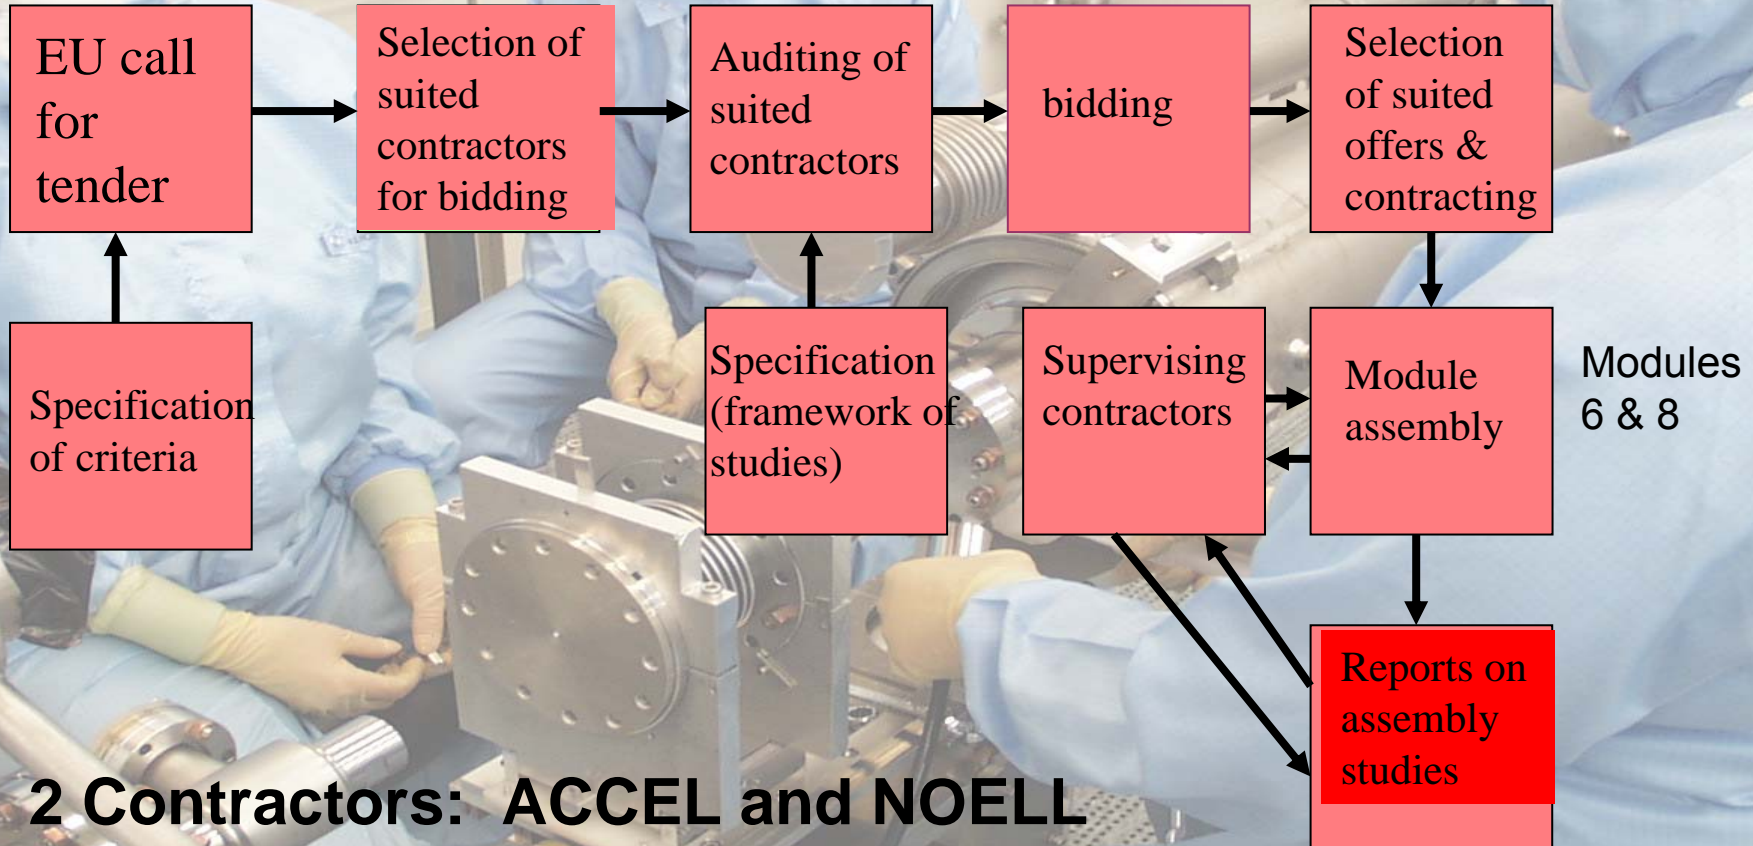 EU call
for
tender
Selection of
suited
contractors
for bidding
Auditing of
suited
contractors
bidding
Selection
of suited
offers &
contracting
Specification
of criteria
Specification
(framework of
studies)
Supervising
contractors
Module
assembly
Modules
6 & 8
Reports on
assembly
studies
2 Contractors: ACCEL and NOELL